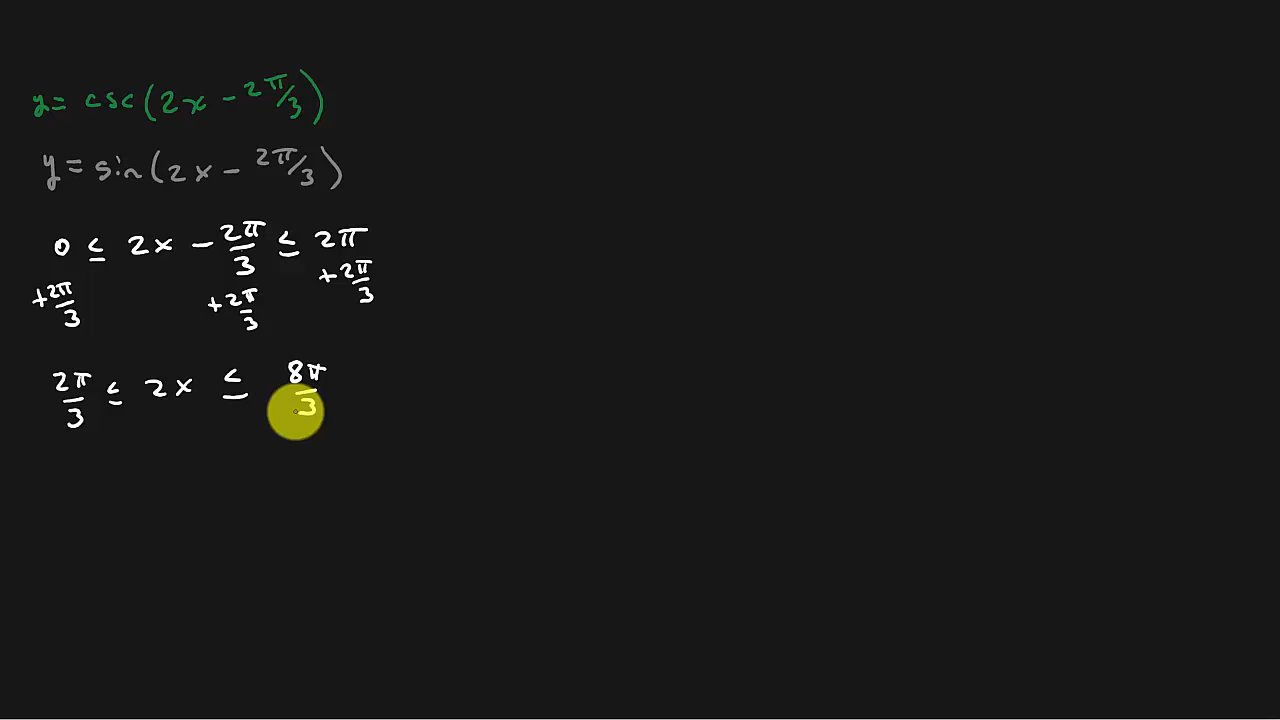 y = csc(2x - 2π/3)
y = sin(2x - 2π/3)
0 ≤ 2x - 2π/3 ≤ 2π
+2π/3 +2π/3 +2π/3
2π/3 ≤ 2x ≤ 8π/3